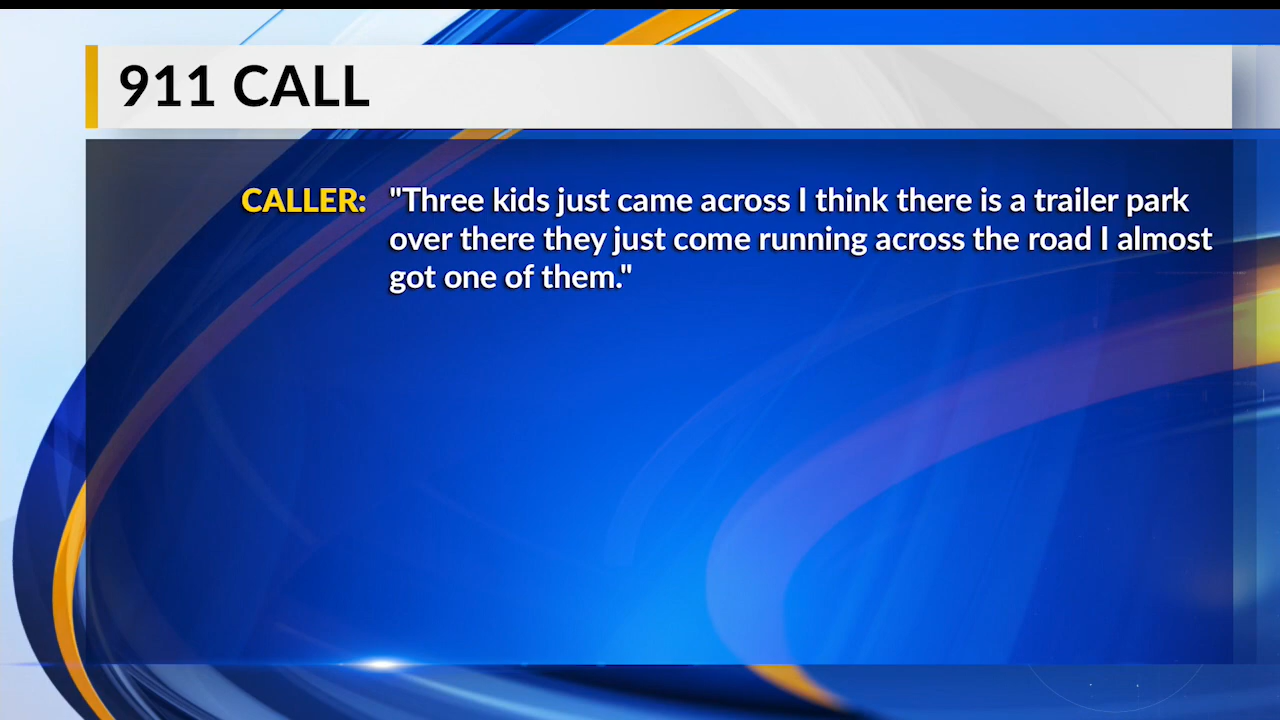 911 CALL
CALLER: "Three kids just came across I think there is a trailer park
over there they just come running across the road I almost
got one of them."